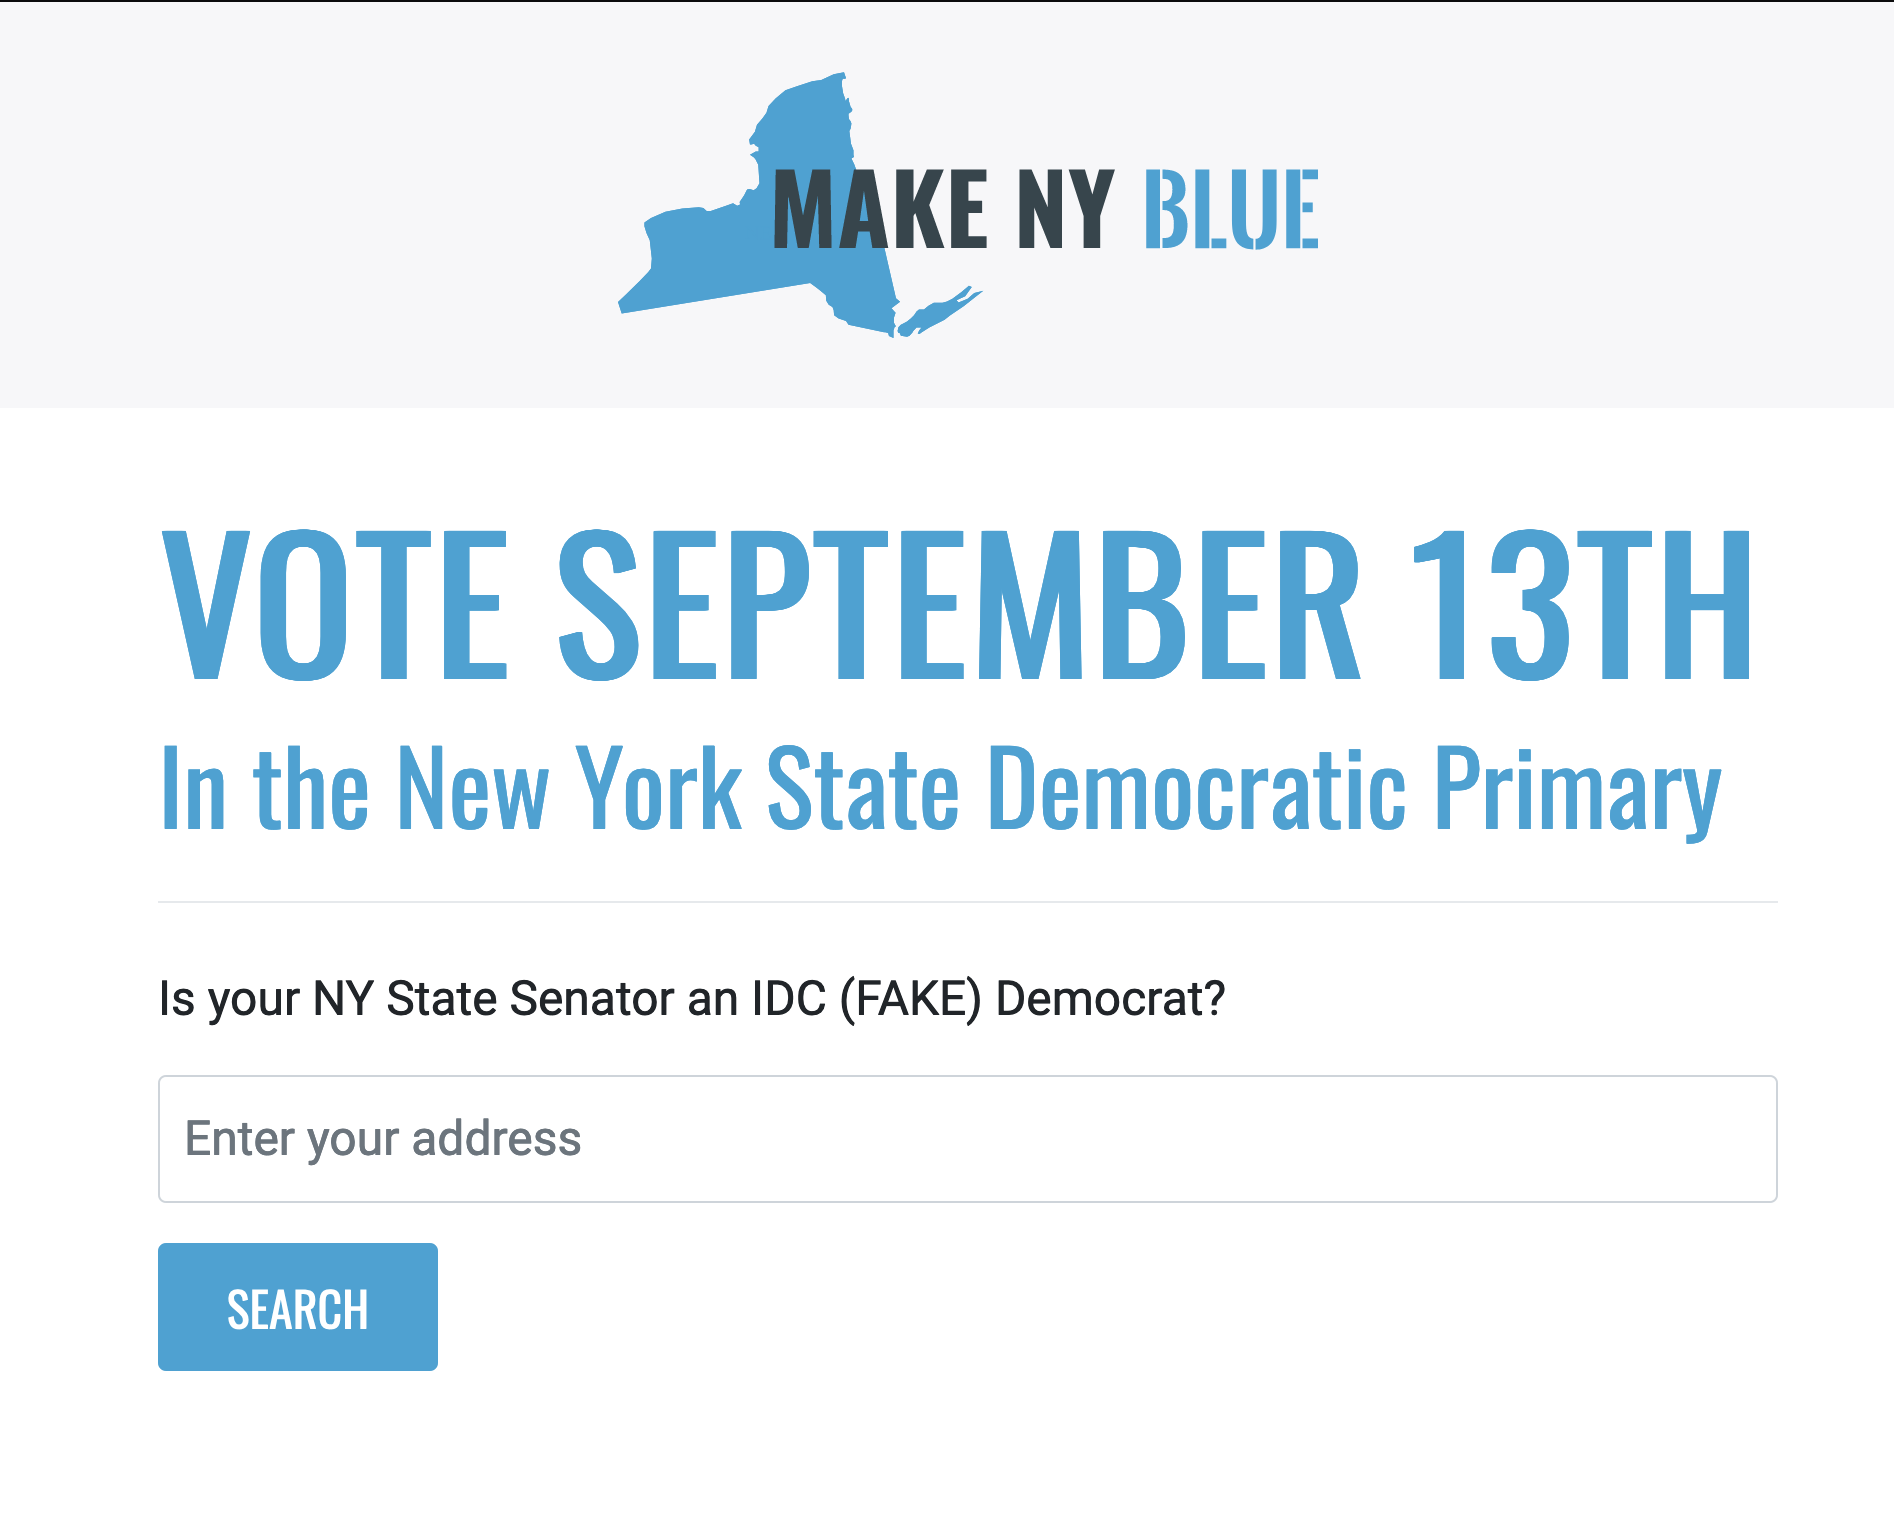 MAKE NY BLUE
VOTE SEPTEMBER 13TH
In the New York State Democratic Primary
Is your NY State Senator an IDC (FAKE) Democrat?
Enter your address
SEARCH